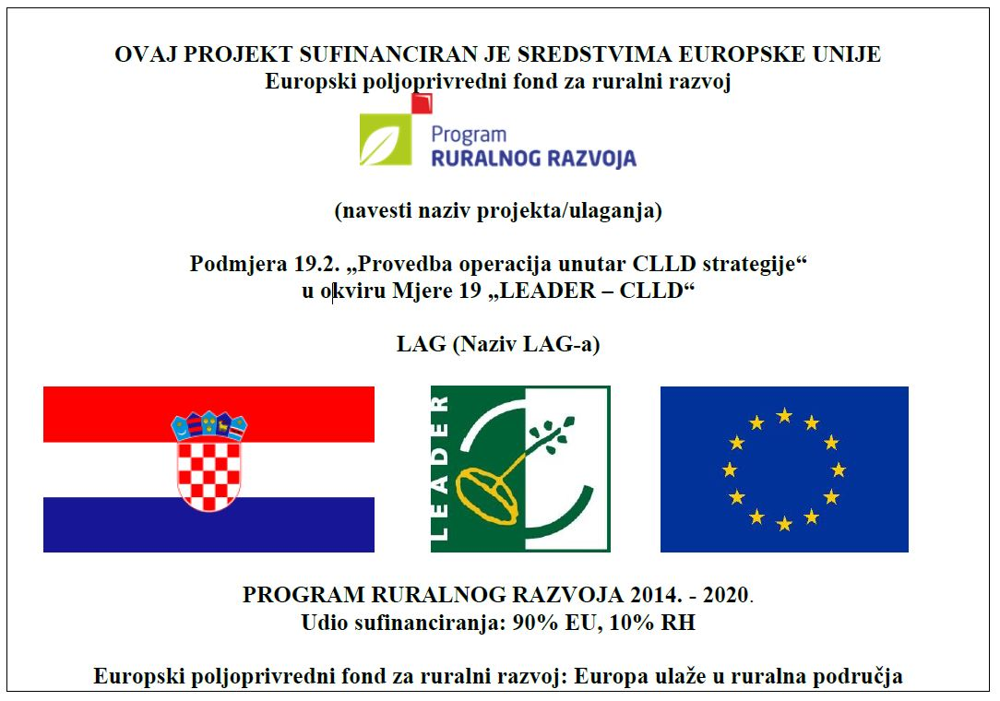 OVAJ PROJEKT SUFINANCIRAN JE SREDSTVIMA EUROPSKE UNIJE
Europski poljoprivredni fond za ruralni razvoj
Program
RURALNOG RAZVOJA
(navesti naziv projekta/ulaganja)
Podmjera 19.2. „Provedba operacija unutar CLLD strategije“
u okviru Mjere 19 „LEADER – CLLD“
LAG (Naziv LAG-a)
LEADER
PROGRAM RURALNOG RAZVOJA 2014. - 2020.
Udio sufinanciranja: 90% EU, 10% RH
Europski poljoprivredni fond za ruralni razvoj: Europa ulaže u ruralna područja